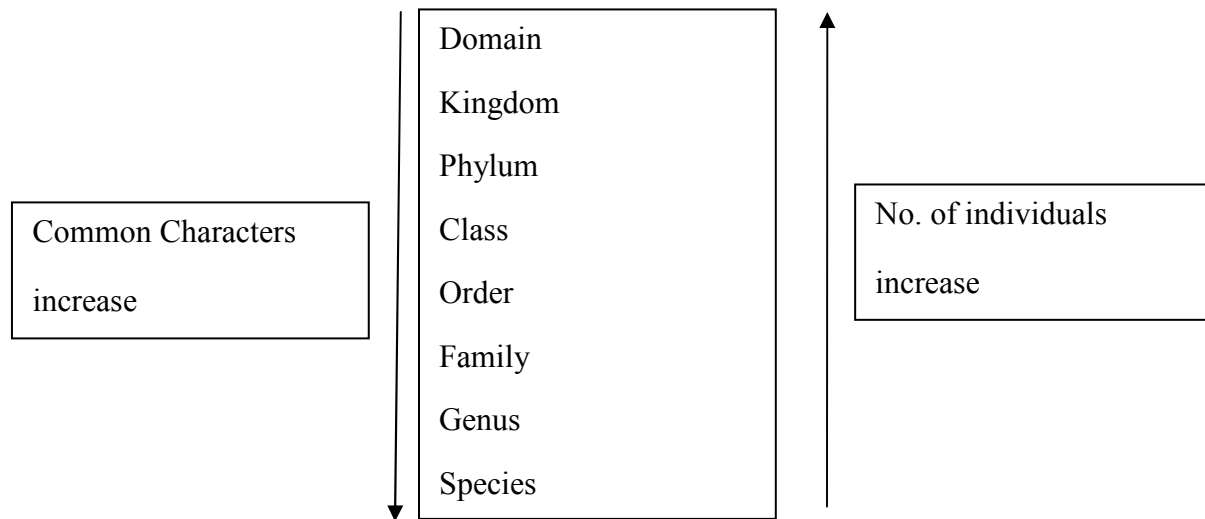 Domain
Kingdom
Phylum
Class
Order
Family
Genus
Species
Common Characters
increase
No. of individuals
increase